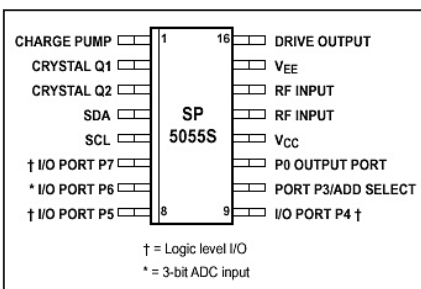 CHARGE PUMP 1 16 DRIVE OUTPUT
CRYSTAL Q1 VEE
CRYSTAL Q2 RF INPUT
SDA SP RF INPUT
SCL 5055S VCC
† I/O PORT P7 P0 OUTPUT PORT
* I/O PORT P6 PORT P3/ADD SELECT
† I/O PORT P5 8 9 I/O PORT P4 †
† = Logic level I/O
* = 3-bit ADC input